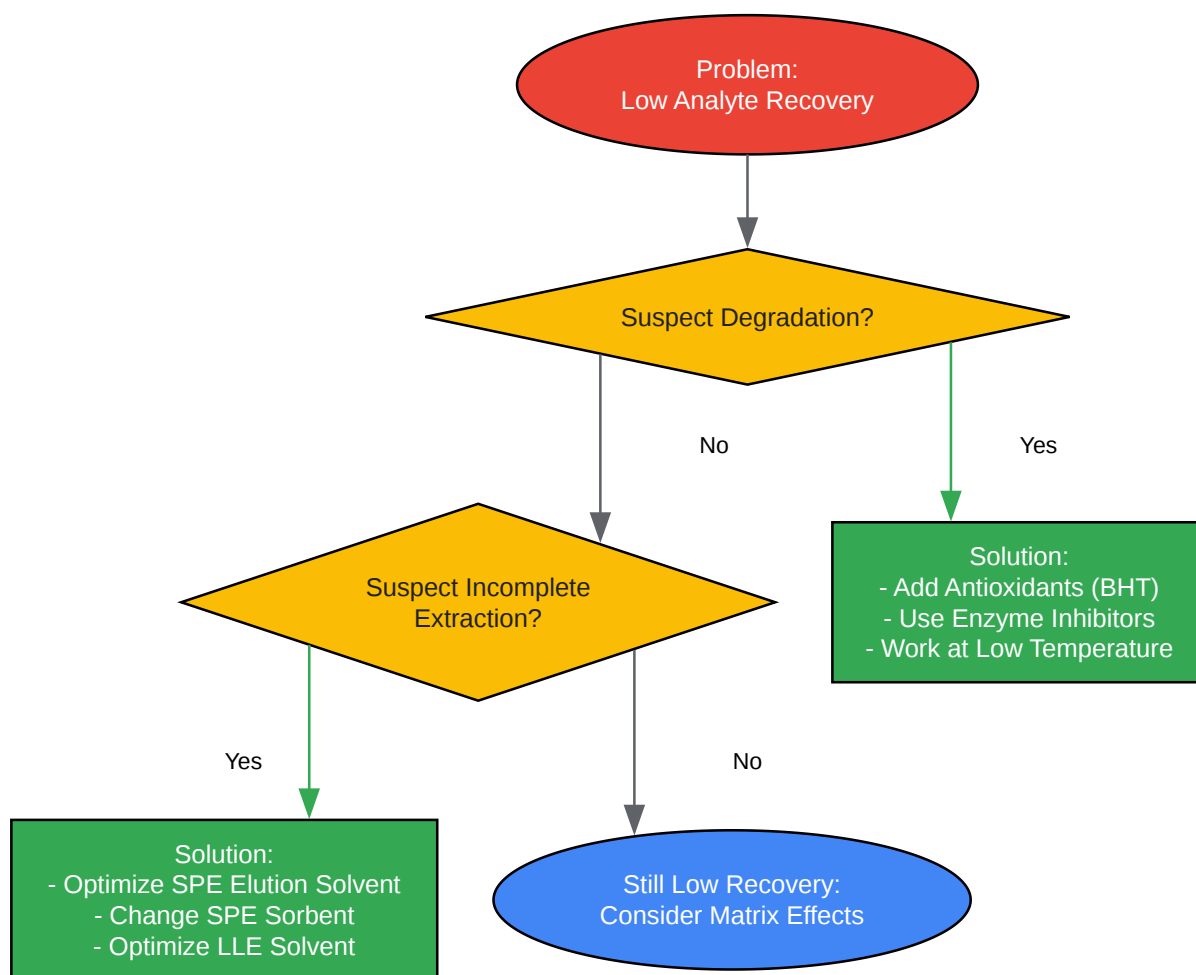 Problem:
Low Analyte Recovery
Suspect Degradation?
No
Yes
Suspect Incomplete
Extraction?
Solution:
- Add Antioxidants (BHT)
- Use Enzyme Inhibitors
- Work at Low Temperature
Yes
No
Solution:
- Optimize SPE Elution Solvent
- Change SPE Sorbent
- Optimize LLE Solvent
Still Low Recovery:
Consider Matrix Effects